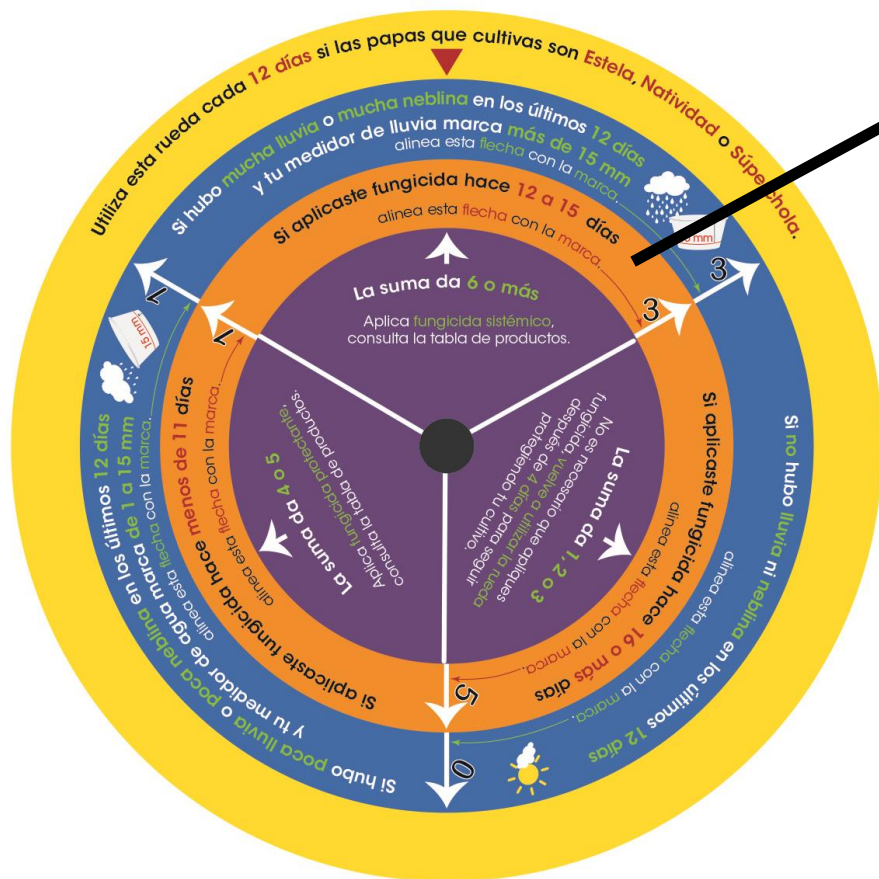 Utiliza esta rueda cada 12 días si las papas que cultivas son Estela, Natividad o Súperchola.
Si hubo mucha lluvia o mucha neblina en los últimos 12 días
y tu medidor de lluvia marca más de 15 mm
alinea esta flecha con la marca.
3
Si aplicaste fungicida hace 12 a 15 días
alinea esta flecha con la marca.
3
La suma da 6 o más
Aplica fungicida sistémico,
consulta la tabla de productos.
Si no hubo lluvia ni neblina en los últimos 12 días
alinea esta flecha con la marca.
0
Si aplicaste fungicida hace 16 o más días
alinea esta flecha con la marca.
5
La suma da 1, 2 o 3
No es necesario que apliques
fungicida, vuelve a utilizar la rueda
después de 4 días para seguir
protegiendo tu cultivo.
Si hubo poca lluvia o poca neblina en los últimos 12 días
y tu medidor de agua marca de 1 a 15 mm
alinea esta flecha con la marca.
15 mm
1
Si aplicaste fungicida hace menos de 11 días
alinea esta flecha con la marca.
1
La suma da 4 o 5
Aplica fungicida protectante,
consulta la tabla de productos.